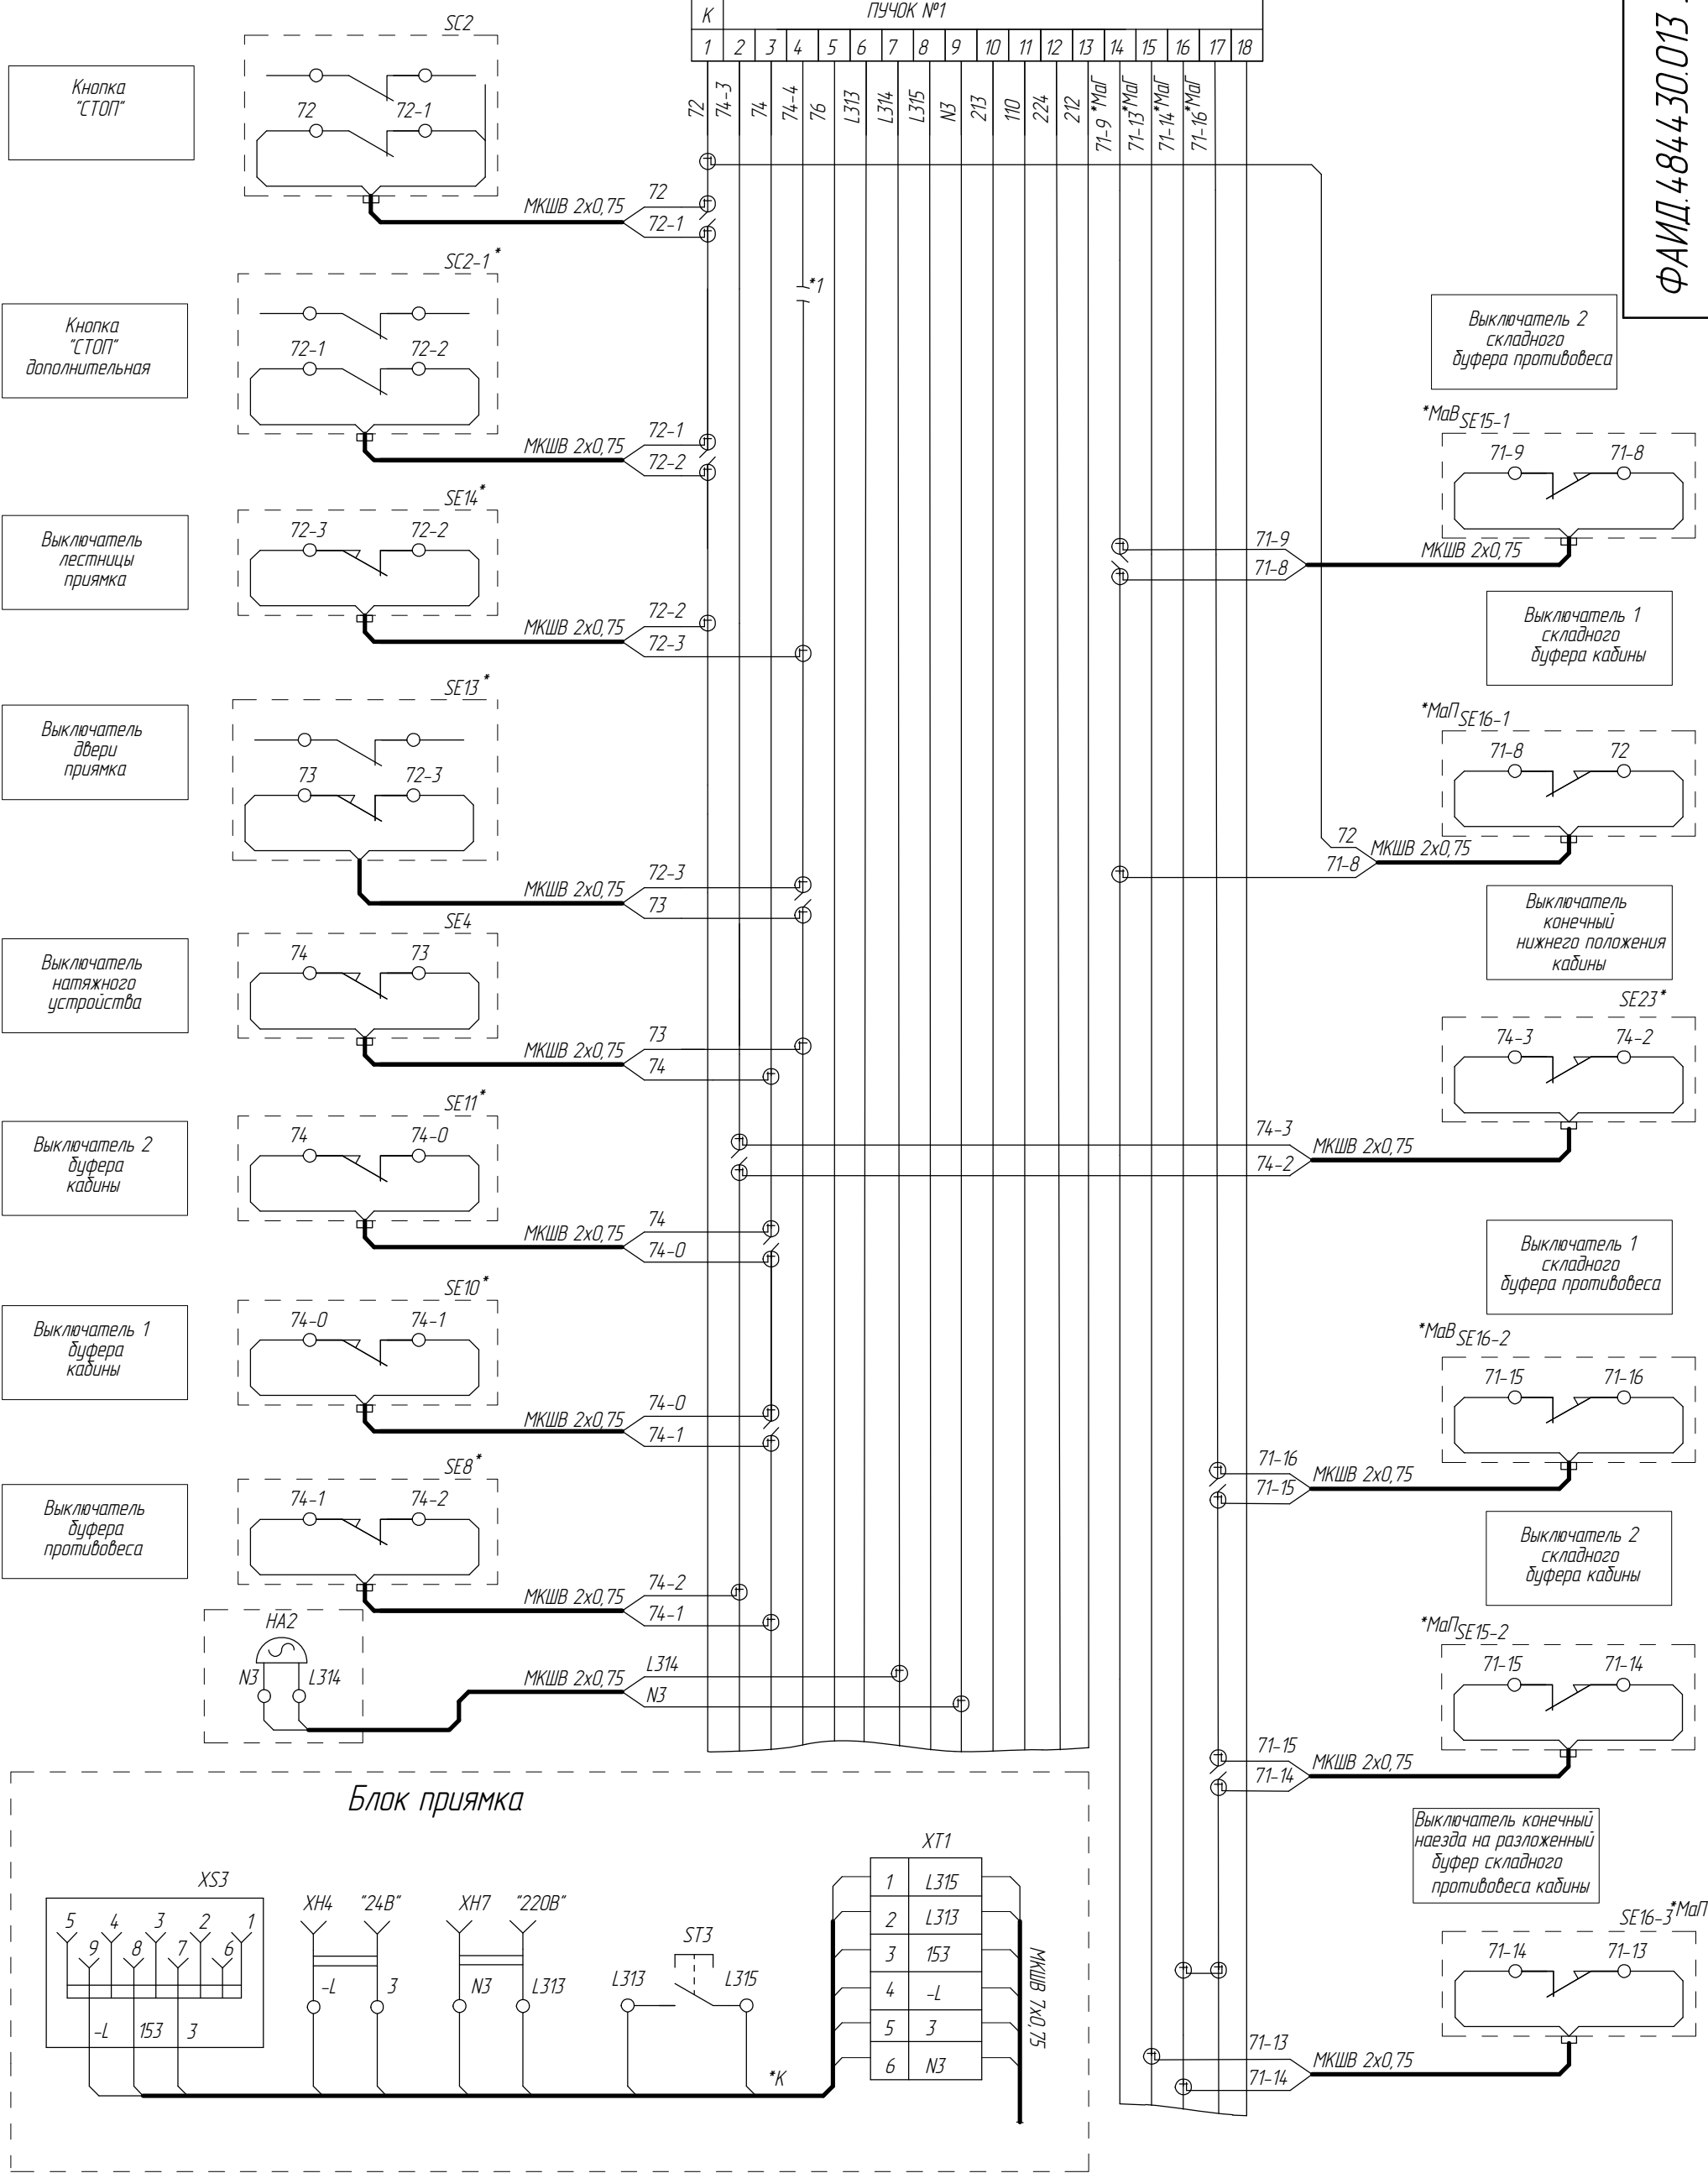 К
ПУЧОК №1
1 2 3 4 5 6 7 8 9 10 11 12 13 14 15 16 17 18
72
74-3
74
74-4
76
L313
L314
L315
N3
213
110
224
212
71-9 *МаГ
71-13*МаГ
71-14*МаГ
71-16*МаГ
ФАИД.484430.013
Кнопка
"СТОП"
SC2
72
72-1
МКШВ 2х0,75
72
72-1
*1
Кнопка
"СТОП"
дополнительная
SC2-1*
72-1
72-2
МКШВ 2х0,75
72-1
72-2
Выключатель
лестницы
приямка
SE14*
72-3
72-2
МКШВ 2х0,75
72-2
72-3
Выключатель
двери
приямка
SE13*
73
72-3
МКШВ 2х0,75
72-3
73
Выключатель
натяжного
устройства
SE4
74
73
МКШВ 2х0,75
73
74
Выключатель 2
буфера
кабины
SE11*
74
74-0
МКШВ 2х0,75
74
74-0
Выключатель 1
буфера
кабины
SE10*
74-0
74-1
МКШВ 2х0,75
74-0
74-1
Выключатель
буфера
противовеса
SE8*
74-1
74-2
МКШВ 2х0,75
74-2
74-1
НА2
N3
L314
МКШВ 2х0,75
L314
N3
Выключатель 2
складного
буфера противовеса
*МаВ
SE15-1
71-9
71-8
71-9
71-8
МКШВ 2х0,75
Выключатель 1
складного
буфера кабины
*МаП
SE16-1
71-8
72
72
71-8
МКШВ 2х0,75
Выключатель
конечный
нижнего положения
кабины
SE23*
74-3
74-2
74-3
74-2
МКШВ 2х0,75
Выключатель 1
складного
буфера противовеса
*МаВ
SE16-2
71-15
71-16
71-16
71-15
МКШВ 2х0,75
Выключатель 2
складного
буфера кабины
*МаП
SE15-2
71-15
71-14
71-15
71-14
МКШВ 2х0,75
Выключатель конечный
наезда на разложенный
буфер складного
противовеса кабины
SE16-3*МаП
71-14
71-13
71-13
71-14
МКШВ 2х0,75
Блок приямка
XS3
5 4 3 2 1
9 8 7 6
-L 153 3
ХН4 "24В"
-L 3
ХН7 "220В"
N3 L313
ST3
L313 L315
*К
ХТ1
1 L315
2 L313
3 153
4 -L
5 3
6 N3
МКШВ 7х0,75